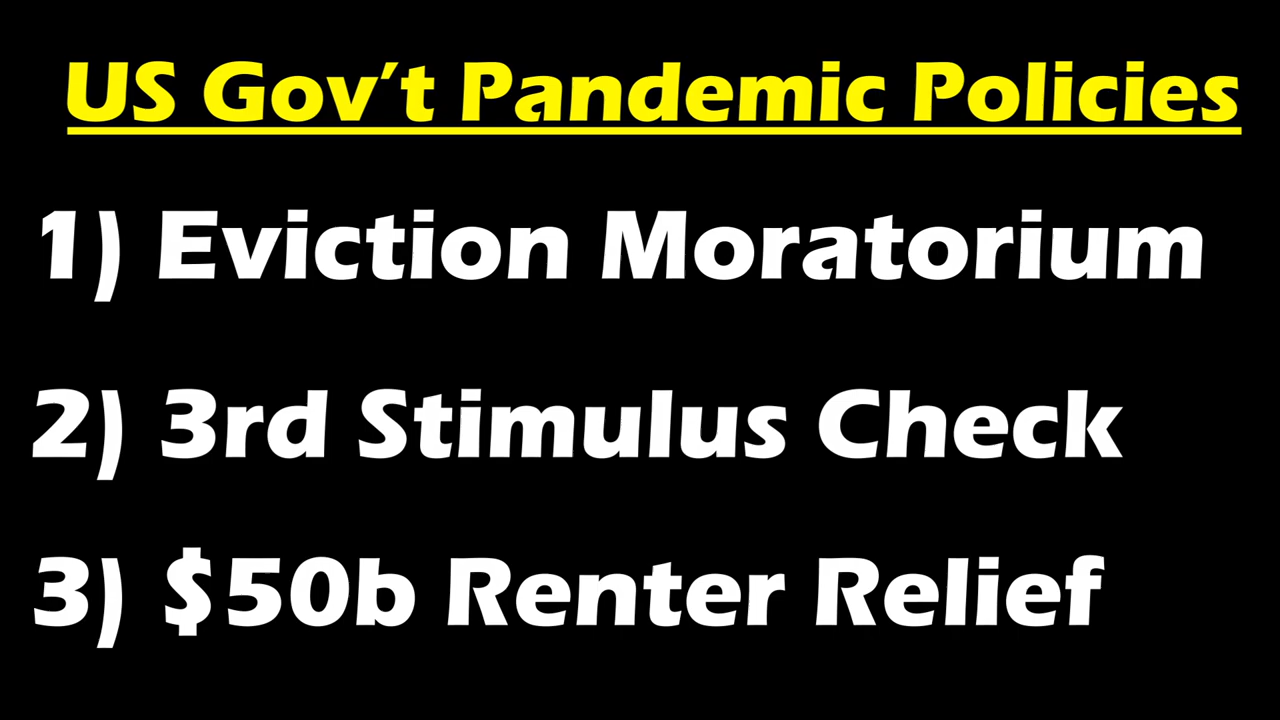 US Gov’t Pandemic Policies
1) Eviction Moratorium
2) 3rd Stimulus Check
3) $50b Renter Relief